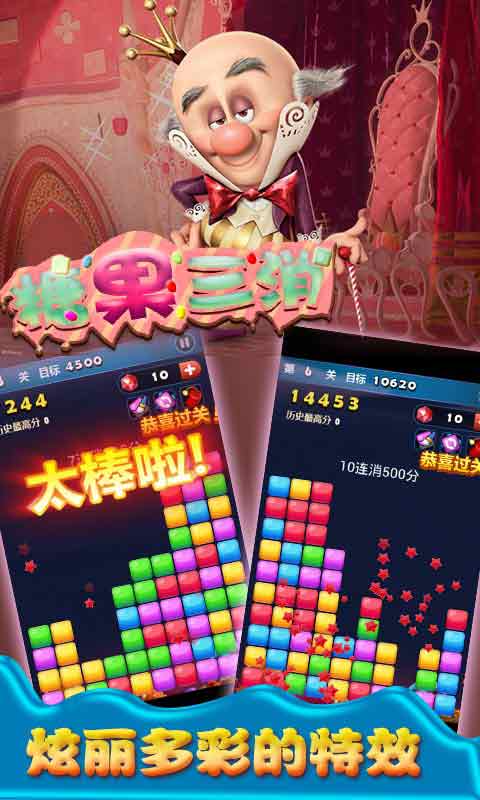 糖果三消
关 目标 4500
244
10
历史最高分 0
恭喜过关！
太棒啦！
第 6 关 目标 10620
14453
10
历史最高分 0
恭喜过关
10连消500分
炫丽多彩的特效